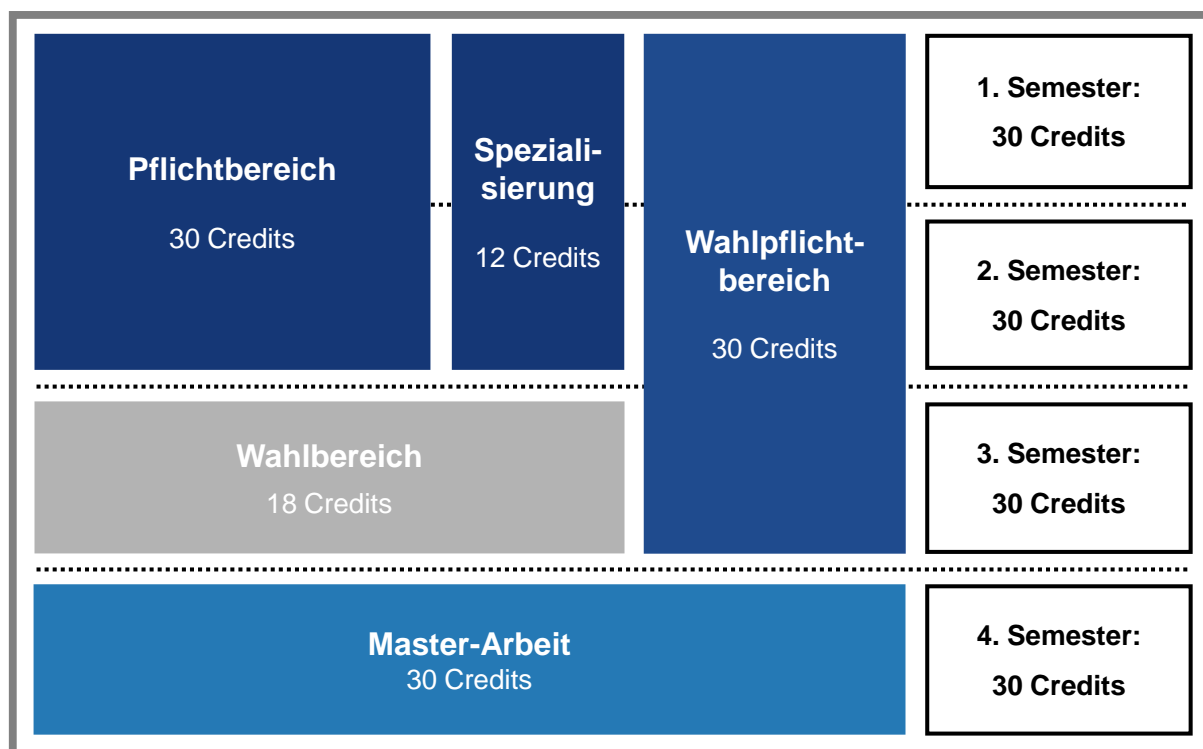 Pflichtbereich
30 Credits
Speziali-
sierung
12 Credits
Wahlpflicht-
bereich
30 Credits
1. Semester:
30 Credits
2. Semester:
30 Credits
Wahlbereich
18 Credits
3. Semester:
30 Credits
Master-Arbeit
30 Credits
4. Semester:
30 Credits